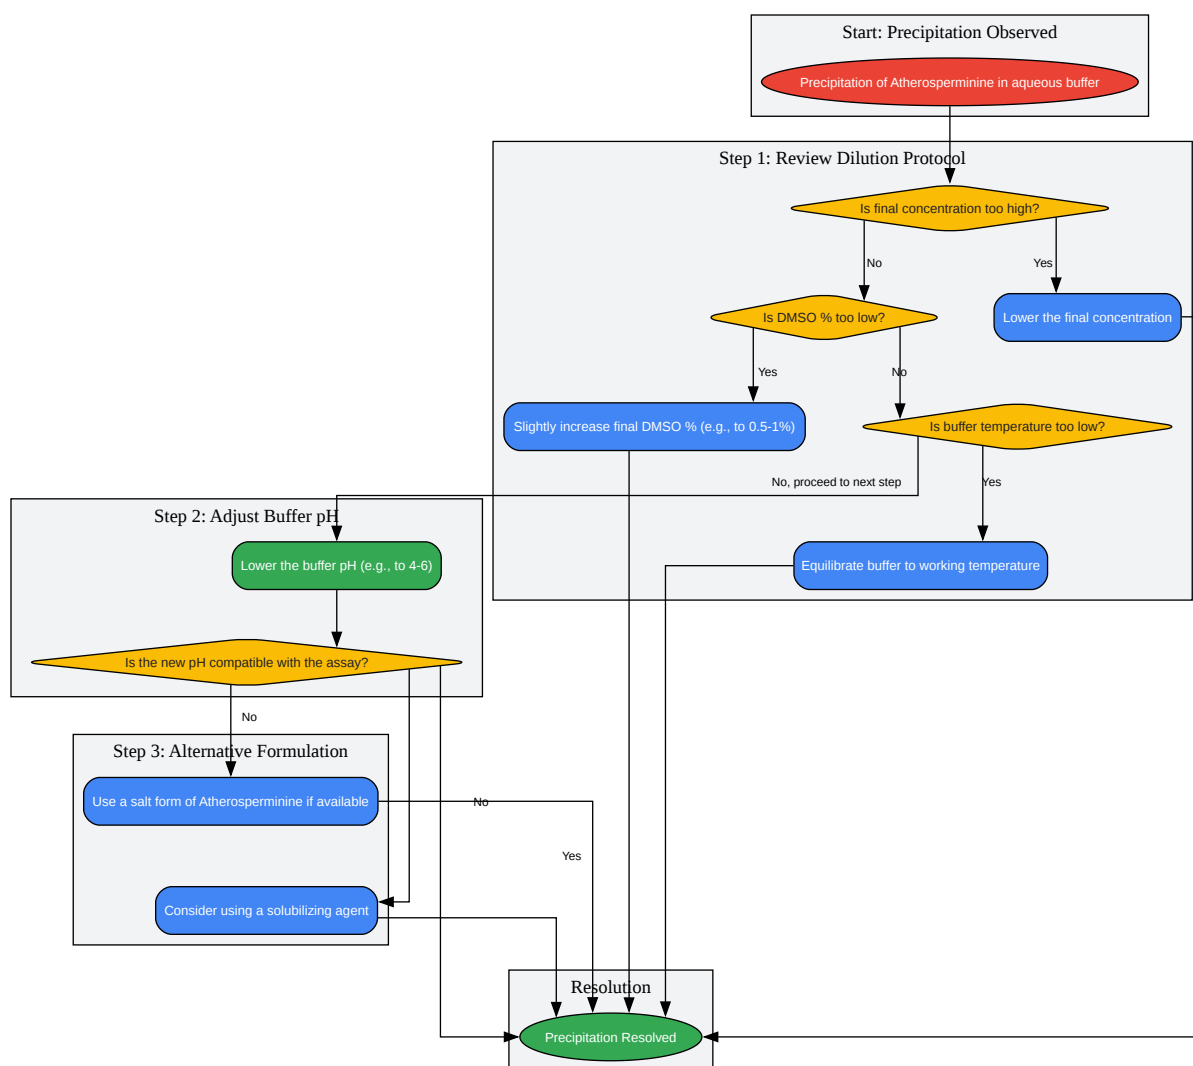 Start: Precipitation Observed
Precipitation of Atherosperminine in aqueous buffer
Step 1: Review Dilution Protocol
Is final concentration too high?
No
Yes
Is DMSO % too low?
Lower the final concentration
Yes
No
Slightly increase final DMSO % (e.g., to 0.5-1%)
Is buffer temperature too low?
No, proceed to next step
Yes
Step 2: Adjust Buffer pH
Lower the buffer pH (e.g., to 4-6)
Equilibrate buffer to working temperature
Is the new pH compatible with the assay?
No
Step 3: Alternative Formulation
Use a salt form of Atherosperminine if available
No
Yes
Consider using a solubilizing agent
Resolution
Precipitation Resolved